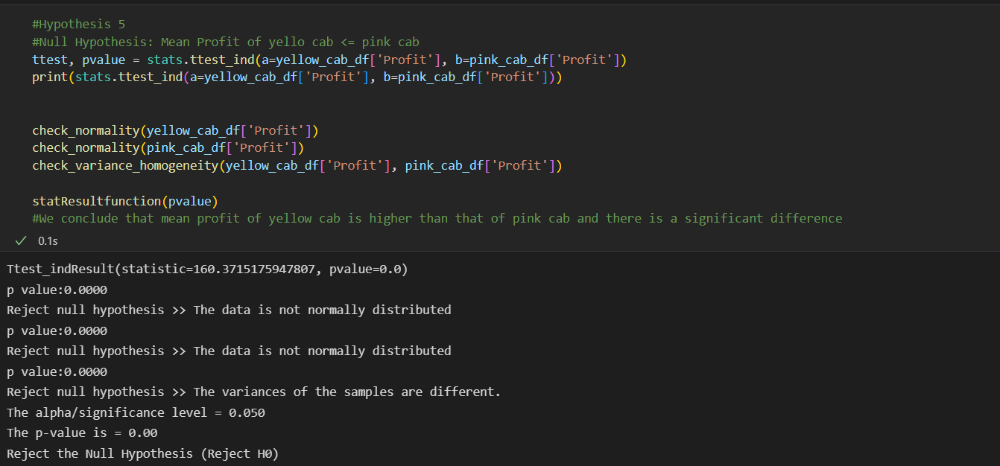 #Hypothesis 5
#Null Hypothesis: Mean Profit of yello cab <= pink cab
ttest, pvalue = stats.ttest_ind(a=yellow_cab_df['Profit'], b=pink_cab_df['Profit'])
print(stats.ttest_ind(a=yellow_cab_df['Profit'], b=pink_cab_df['Profit']))
check_normality(yellow_cab_df['Profit'])
check_normality(pink_cab_df['Profit'])
check_variance_homogeneity(yellow_cab_df['Profit'], pink_cab_df['Profit'])
statResultfunction(pvalue)
#We conclude that mean profit of yellow cab is higher than that of pink cab and there is a significant difference
0.1s
Ttest_indResult(statistic=160.3715175947807, pvalue=0.0)
p value:0.0000
Reject null hypothesis >> The data is not normally distributed
p value:0.0000
Reject null hypothesis >> The data is not normally distributed
p value:0.0000
Reject null hypothesis >> The variances of the samples are different.
The alpha/significance level = 0.050
The p-value is = 0.00
Reject the Null Hypothesis (Reject H0)